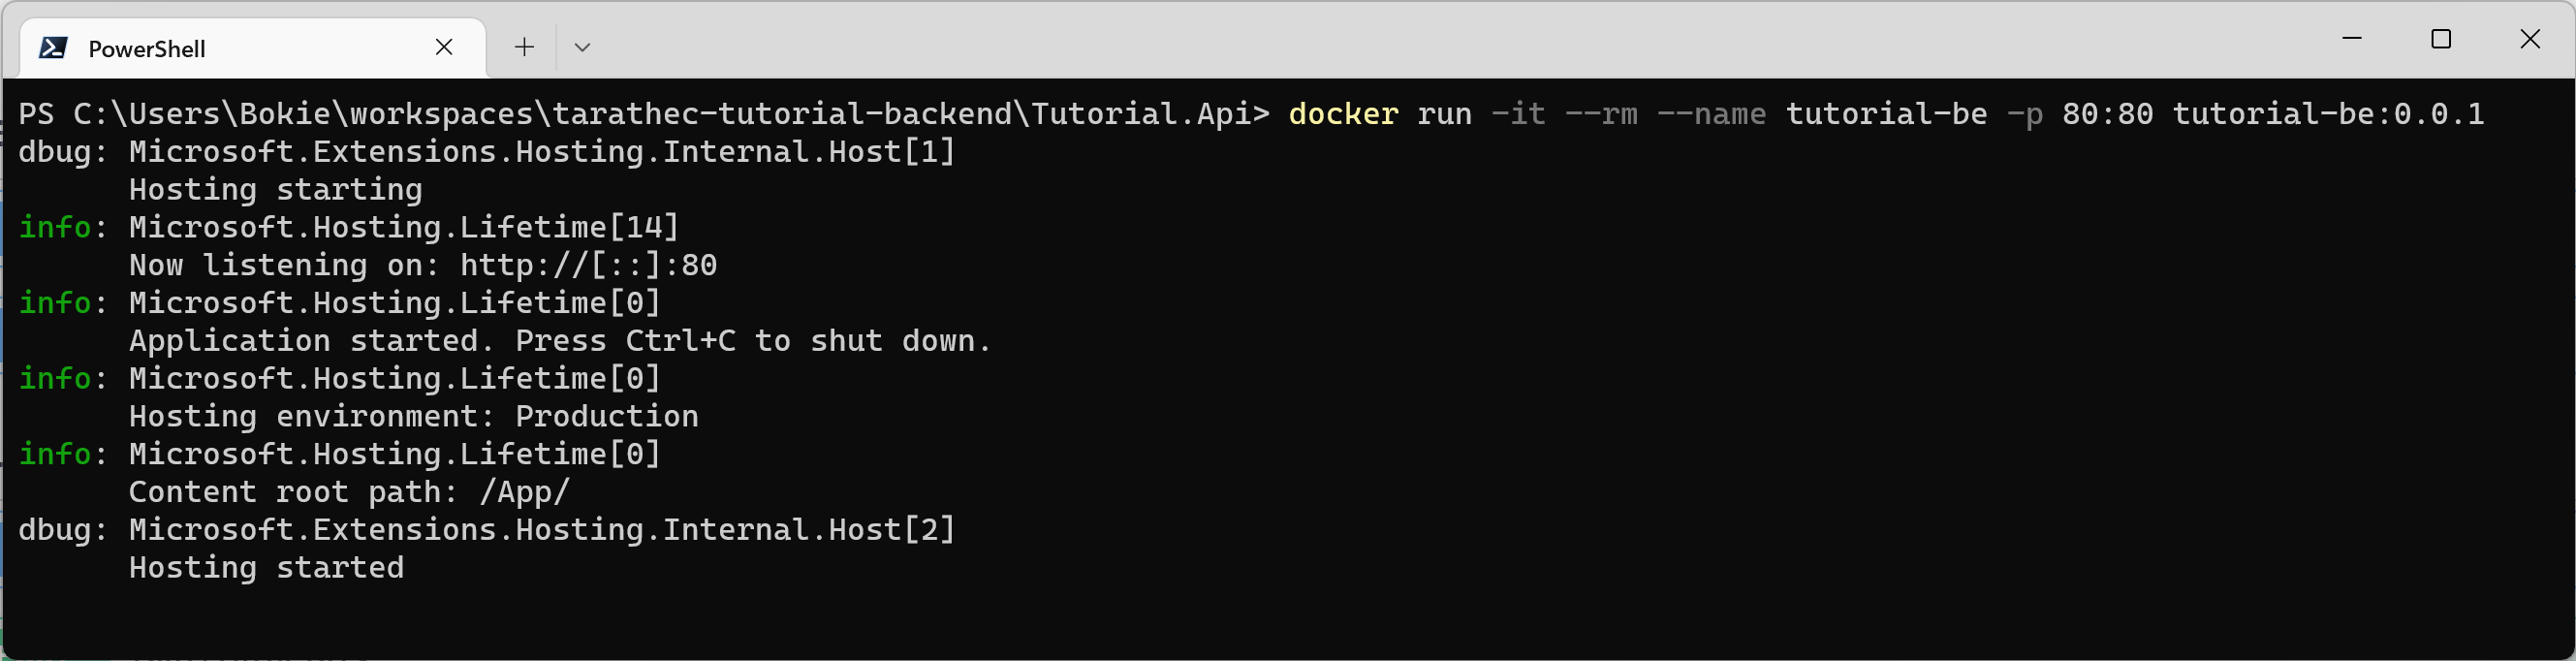 PowerShell
PS C:\Users\Bokie\workspaces\tarathec-tutorial-backend\Tutorial.Api> docker run -it --rm --name tutorial-be -p 80:80 tutorial-be:0.0.1
dbug: Microsoft.Extensions.Hosting.Internal.Host[1]
      Hosting starting
info: Microsoft.Hosting.Lifetime[14]
      Now listening on: http://[::]:80
info: Microsoft.Hosting.Lifetime[0]
      Application started. Press Ctrl+C to shut down.
info: Microsoft.Hosting.Lifetime[0]
      Hosting environment: Production
info: Microsoft.Hosting.Lifetime[0]
      Content root path: /App/
dbug: Microsoft.Extensions.Hosting.Internal.Host[2]
      Hosting started